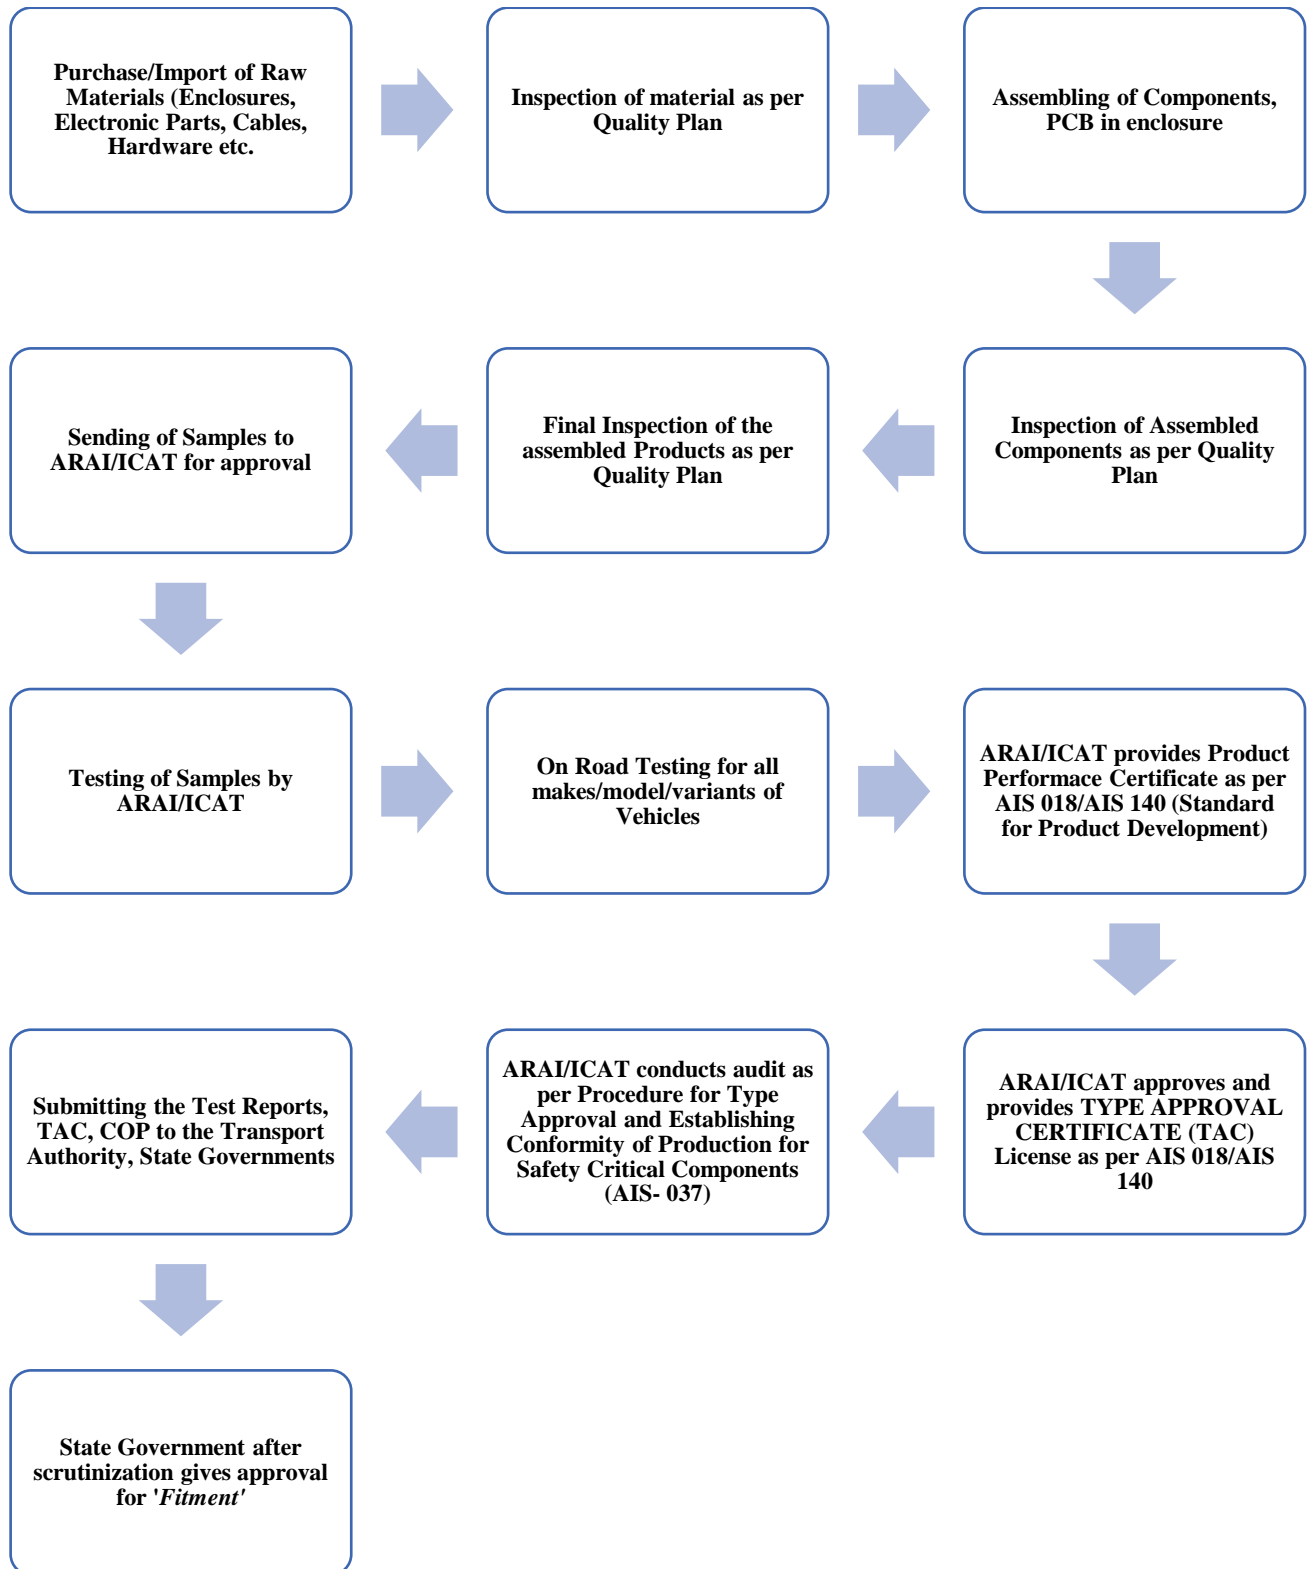 Purchase/Import of Raw
Materials (Enclosures,
Electronic Parts, Cables,
Hardware etc.
Inspection of material as per
Quality Plan
Assembling of Components,
PCB in enclosure
Inspection of Assembled
Components as per Quality
Plan
Final Inspection of the
assembled Products as per
Quality Plan
Sending of Samples to
ARAI/ICAT for approval
Testing of Samples by
ARAI/ICAT
On Road Testing for all
makes/model/variants of
Vehicles
ARAI/ICAT provides Product
Performace Certificate as per
AIS 018/AIS 140 (Standard
for Product Development)
ARAI/ICAT approves and
provides TYPE APPROVAL
CERTIFICATE (TAC)
License as per AIS 018/AIS
140
ARAI/ICAT conducts audit as
per Procedure for Type
Approval and Establishing
Conformity of Production for
Safety Critical Components
(AIS- 037)
Submitting the Test Reports,
TAC, COP to the Transport
Authority, State Governments
State Government after
scrutinization gives approval
for 'Fitment'